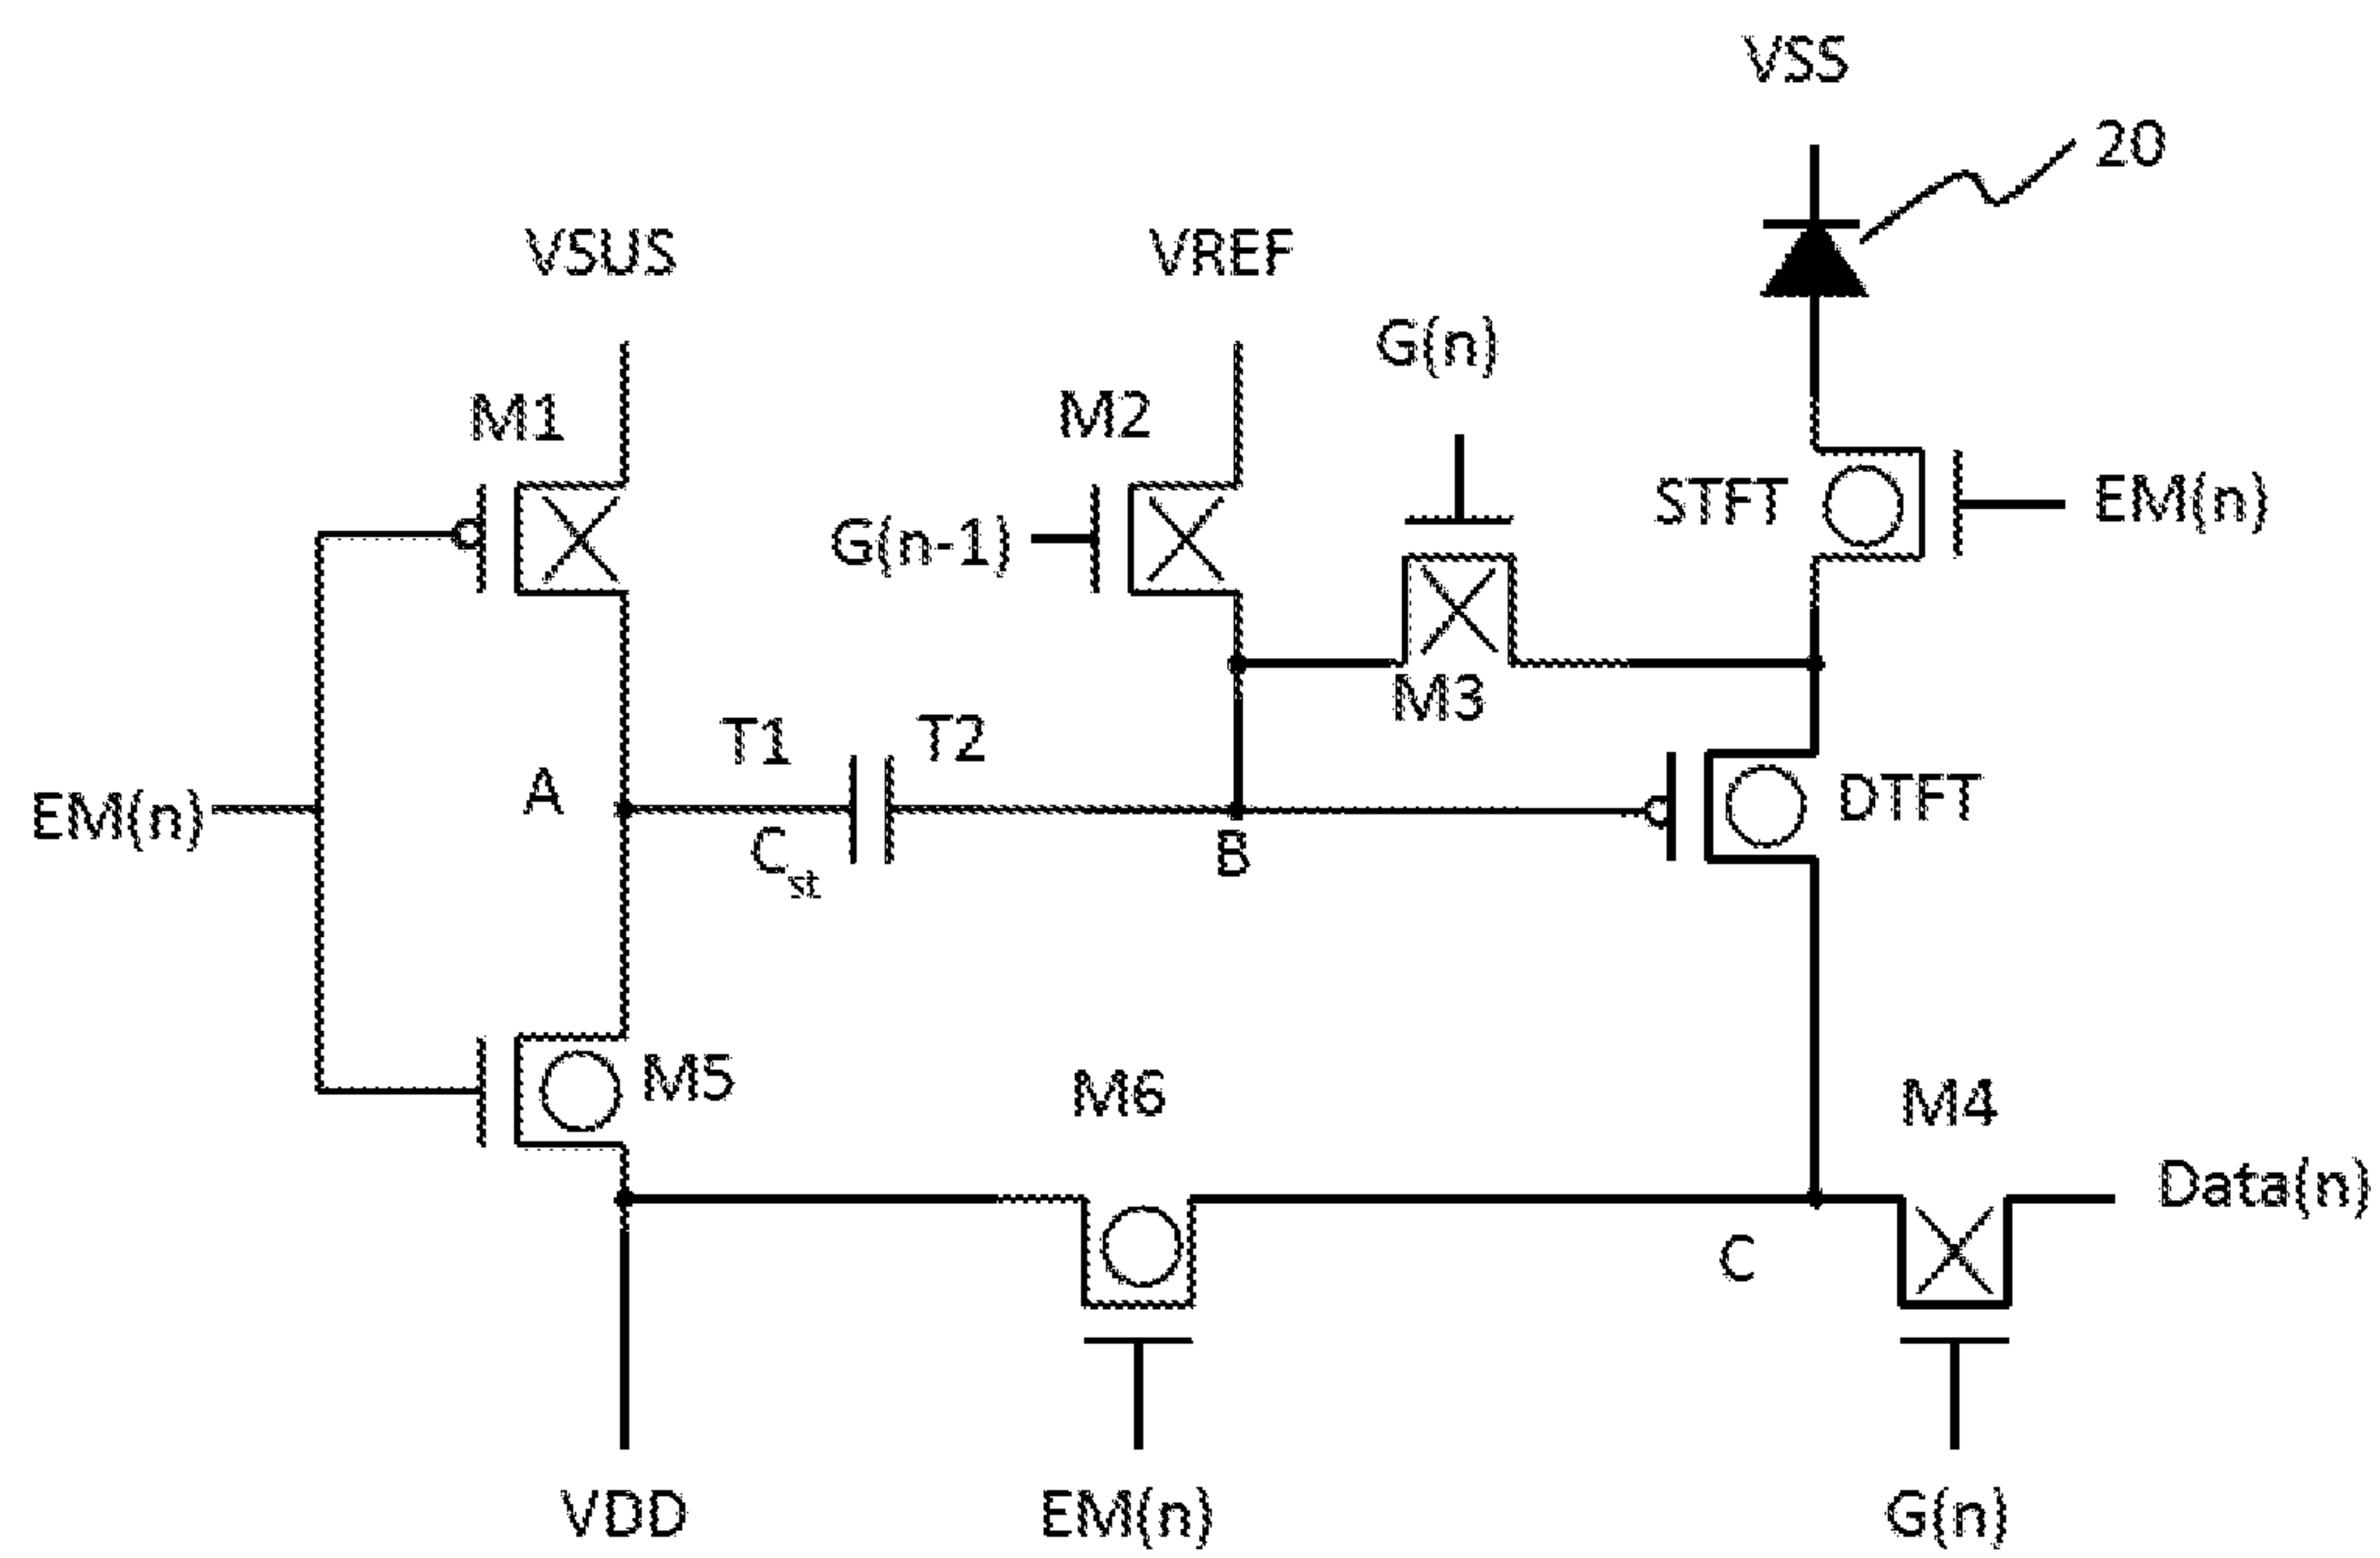 VSS
20
VSUS
VREF
G(n)
M1
M2
STFT
EM(n)
G(n-1)
M3
T1
T2
A
EM(n)
DTFT
Cst
B
M5
M6
M4
Data(n)
C
VDD
EM(n)
G(n)